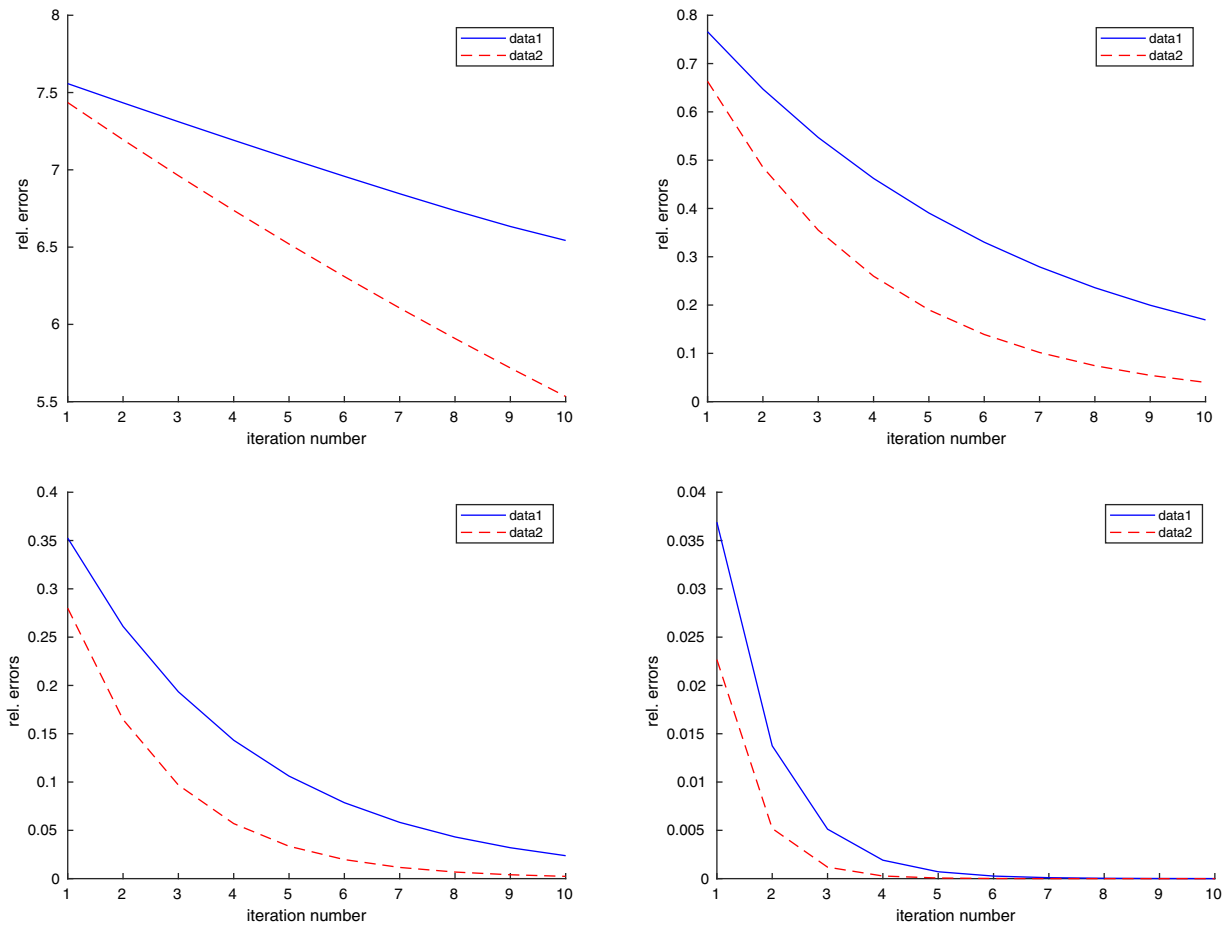 8
7.5
7
6.5
6
5.5
rel. errors
1 2 3 4 5 6 7 8 9 10
iteration number
data1
data2
0.8
0.7
0.6
0.5
0.4
0.3
0.2
0.1
0
rel. errors
1 2 3 4 5 6 7 8 9 10
iteration number
data1
data2
0.4
0.35
0.3
0.25
0.2
0.15
0.1
0.05
0
rel. errors
1 2 3 4 5 6 7 8 9 10
iteration number
data1
data2
0.04
0.035
0.03
0.025
0.02
0.015
0.01
0.005
0
rel. errors
1 2 3 4 5 6 7 8 9 10
iteration number
data1
data2